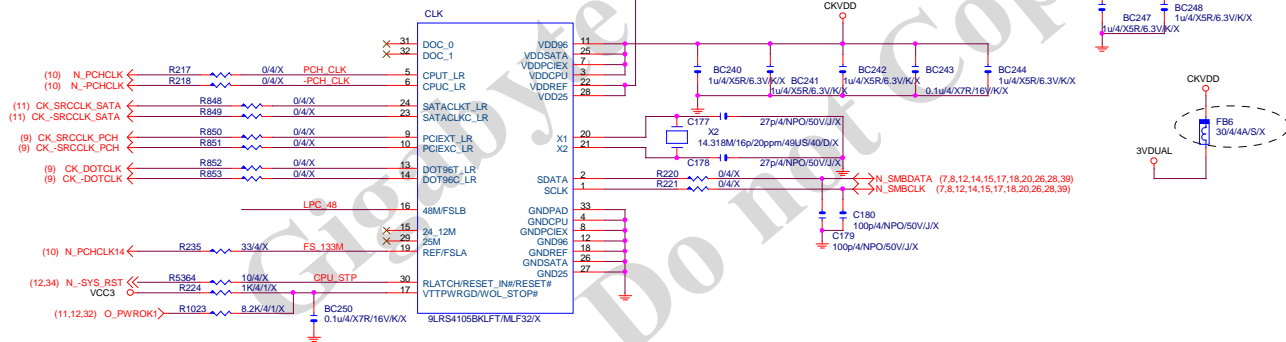 CLK
CKVDD
BC247
1u/4/X5R/6.3V/K/X
BC248
1u/4/X5R/6.3V/K/X
31 DOC_0
32 DOC_1
(10) N_PCHCLK R217 0/4/X PCH_CLK 5 CPUT_LR
(10) N_-PCHCLK R218 0/4/X -PCH_CLK 6 CPUC_LR
(11) CK_SRCCLK_SATA R848 0/4/X 24 SATACLKT_LR
(11) CK_-SRCCLK_SATA R849 0/4/X 23 SATACLKC_LR
(9) CK_SRCCLK_PCH R850 0/4/X 9 PCIEXT_LR
(9) CK_-SRCCLK_PCH R851 0/4/X 10 PCIEXC_LR
(9) CK_DOTCLK R852 0/4/X 13 DOT96T_LR
(9) CK_-DOTCLK R853 0/4/X 14 DOT96C_LR
LPC_48 16 48M/FSLB
15 24_12M
29 25M
(10) N_PCHCLK14 R235 33/4/X FS_133M 19 REF/FSLA
(12,34) N_-SYS_RST R5364 10/4/X CPU_STP 30 RLATCH/RESET_IN#/RESET#
VCC3 R224 1K/4/1/X 17 VTTPWRGD/WOL_STOP#
(11,12,32) O_PWROK1 R1023 8.2K/4/1/X
BC250
0.1u/4/X7R/16V/K/X
9LRS4105BKLFT/MLF32/X
VDD96 11
VDDSATA 25
VDDPCIEX 7
VDDCPU 3
VDDREF 22
VDD25 28
X1 20
X2 21
SDATA 2
SCLK 1
GNDPAD 33
GNDCPU 4
GNDPCIEX 8
GND96 12
GNDREF 18
GNDSATA 26
GND25 27
BC240
1u/4/X5R/6.3V/K/X
BC241
1u/4/X5R/6.3V/K/X
BC242
1u/4/X5R/6.3V/K/X
BC243
0.1u/4/X7R/16V/K/X
BC244
1u/4/X5R/6.3V/K/X
C177 27p/4/NPO/50V/J/X
X2
14.318M/16p/20ppm/49US/40/D/X
C178 27p/4/NPO/50V/J/X
R220 0/4/X N_SMBDATA (7,8,12,14,15,17,18,20,26,28,39)
R221 0/4/X N_SMBCLK (7,8,12,14,15,17,18,20,26,28,39)
C180
100p/4/NPO/50V/J/X
C179
100p/4/NPO/50V/J/X
CKVDD
FB6
30/4/4A/S/X
3VDUAL
Gigabyte
Do not Cop